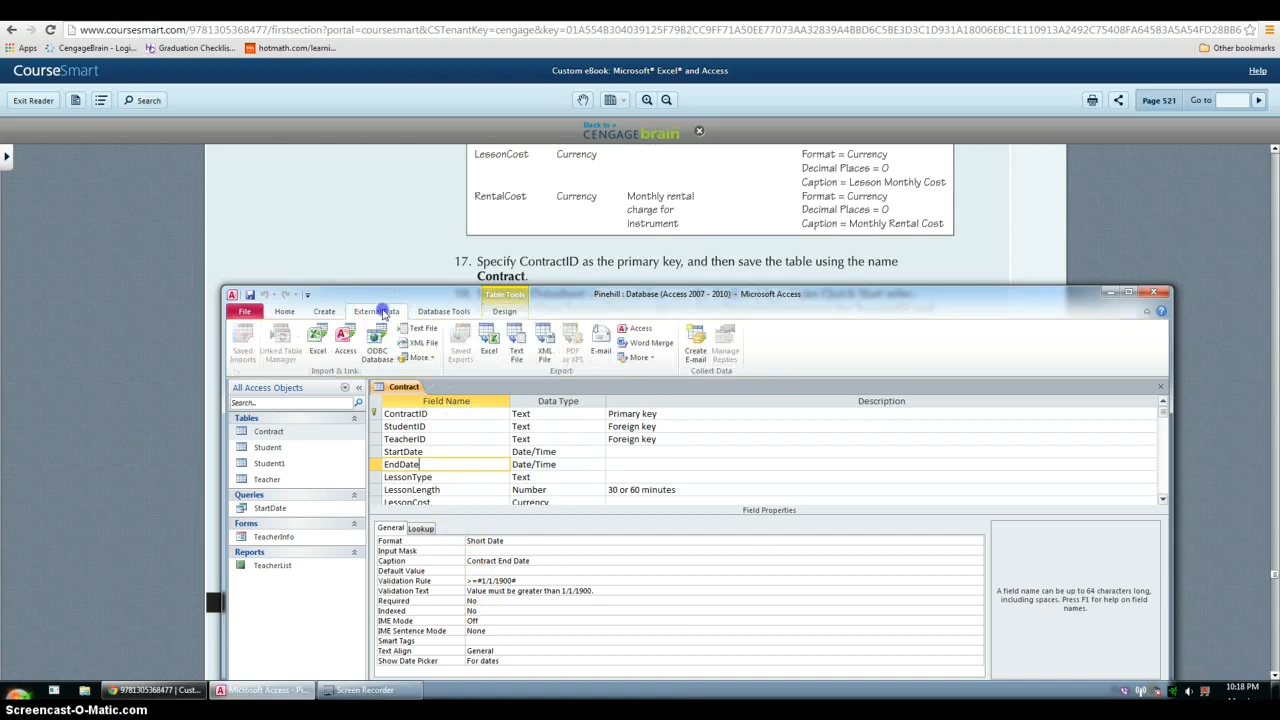 www.coursesmart.com/9781305368477/firstsection?portal=coursesmart&CSTenantKey=cengage&key=
Apps CengageBrain - Logi... Graduation Checklis... hotmath.com/learni... Other bookmarks
CourseSmart Custom eBook: Microsoft® Excel® and Access Help
Exit Reader Search Page 521 Go to
Back to
CENGAGEbrain
LessonCost Currency Format = Currency
Decimal Places = 0
Caption = Lesson Monthly Cost
RentalCost Currency Monthly rental Format = Currency
charge for Decimal Places = 0
instrument Caption = Monthly Rental Cost
17. Specify ContractID as the primary key, and then save the table using the name
Contract.
Table Tools Pinehill : Database (Access 2007 - 2010) - Microsoft Access
File Home Create External Data Database Tools Design
Saved Imports Linked Table Manager Excel Access ODBC Database Text File XML File More Saved Exports Excel Text File XML File PDF or XPS E-mail Access Word Merge More Create E-mail Manage Replies
Import & Link Export Collect Data
All Access Objects Contract
Search... Field Name Data Type Description
Tables ContractID Text Primary key
Contract StudentID Text Foreign key
TeacherID Text Foreign key
Student StartDate Date/Time
Student1 EndDate Date/Time
Teacher LessonType Text
Queries LessonLength Number 30 or 60 minutes
LessonCost Currency
StartDate Field Properties
Forms General Lookup
TeacherInfo
Format Short Date
Reports Input Mask
Caption Contract End Date
TeacherList Default Value
Validation Rule >=#1/1/1900#
Validation Text Value must be greater than 1/1/1900.
Required No
Indexed No
IME Mode Off
IME Sentence Mode None
Smart Tags
Text Align General
Show Date Picker For dates
A field name can be up to 64 characters long,
including spaces. Press F1 for help on field
names.
9781305368477 | Cust... Microsoft Access - Pi... Screen Recorder 10:18 PM
Screencast-O-Matic.com